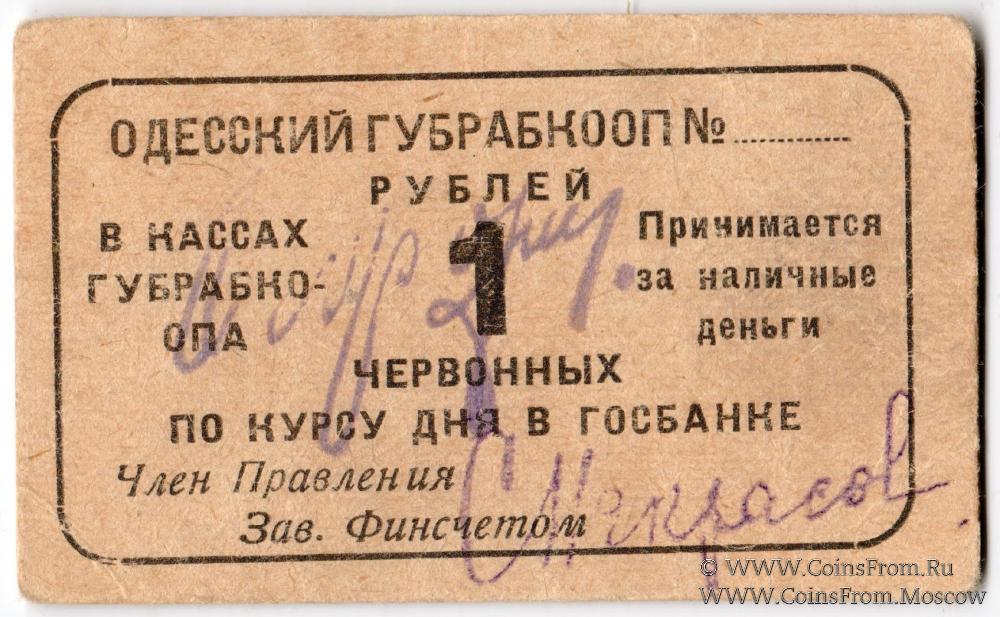 ОДЕССКИЙ ГУБРАБКООП №
РУБЛЕЙ
В КАССАХ
ГУБРАБКО-
ОПА
1
Принимается
за наличные
деньги
ЧЕРВОННЫХ
ПО КУРСУ ДНЯ В ГОСБАНКЕ
Член Правления
Зав. Финсчетом
Некрасов
© WWW.CoinsFrom.Ru
WWW.CoinsFrom.Moscow